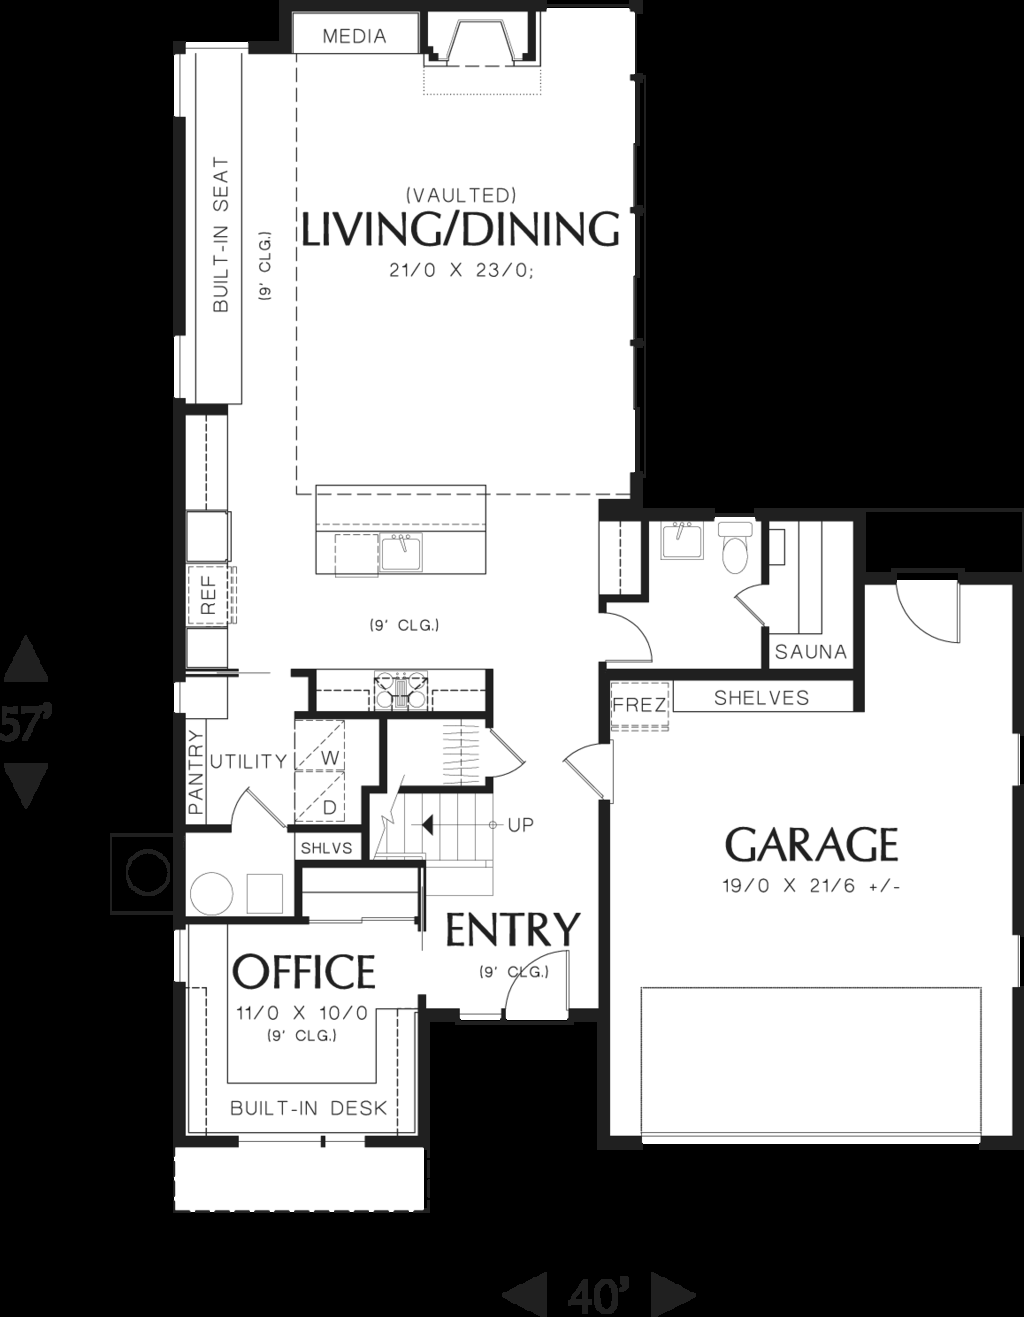 MEDIA
BUILT-IN SEAT
(9' CLG.)
(VAULTED)
LIVING/DINING
21/0 X 23/0;
REF
(9' CLG.)
SAUNA
FREZ
SHELVES
57'
PANTRY
UTILITY
W
D
UP
SHLVS
GARAGE
19/0 X 21/6 +/-
ENTRY
(9' CLG.)
OFFICE
11/0 X 10/0
(9' CLG.)
BUILT-IN DESK
40'